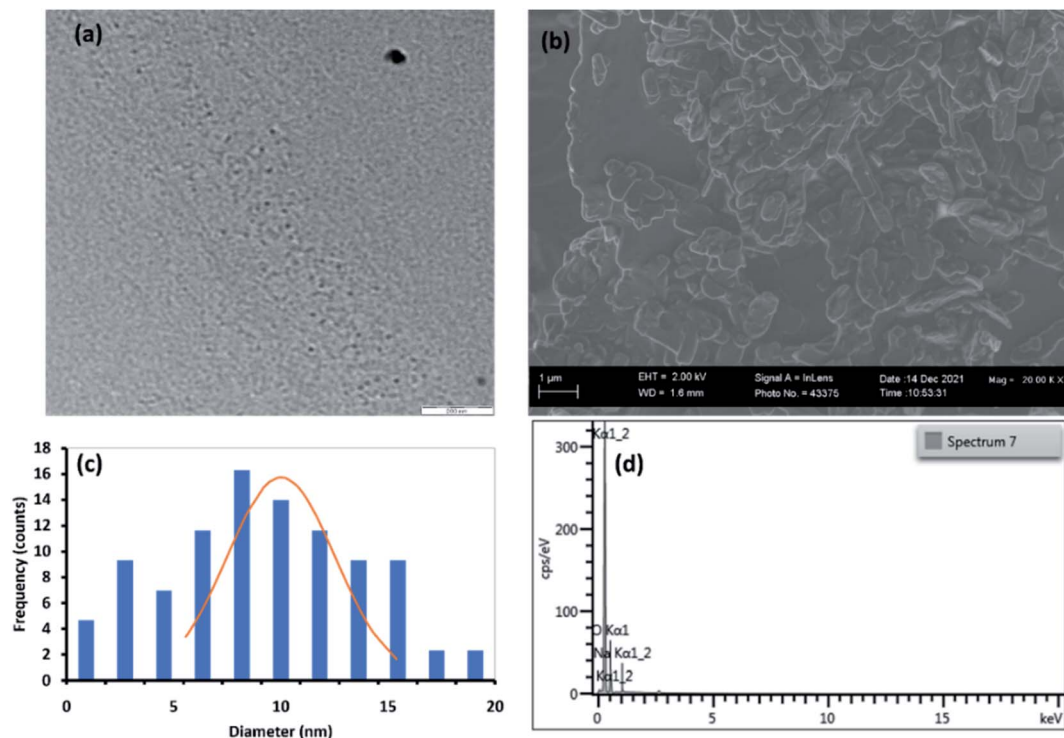 (a)
200 nm
(b)
1 µm
EHT = 2.00 kV
WD = 1.6 mm
Signal A = InLens
Photo No. = 43375
Date :14 Dec 2021
Time :10:53:31
Mag = 20.00 K X
(c)
Frequency (counts)
18
16
14
12
10
8
6
4
2
0
0
5
10
15
20
Diameter (nm)
(d)
Spectrum 7
cps/eV
300
200
100
0
Kα1_2
O Kα1
Na Kα1_2
Kα1_2
0
5
10
15
keV